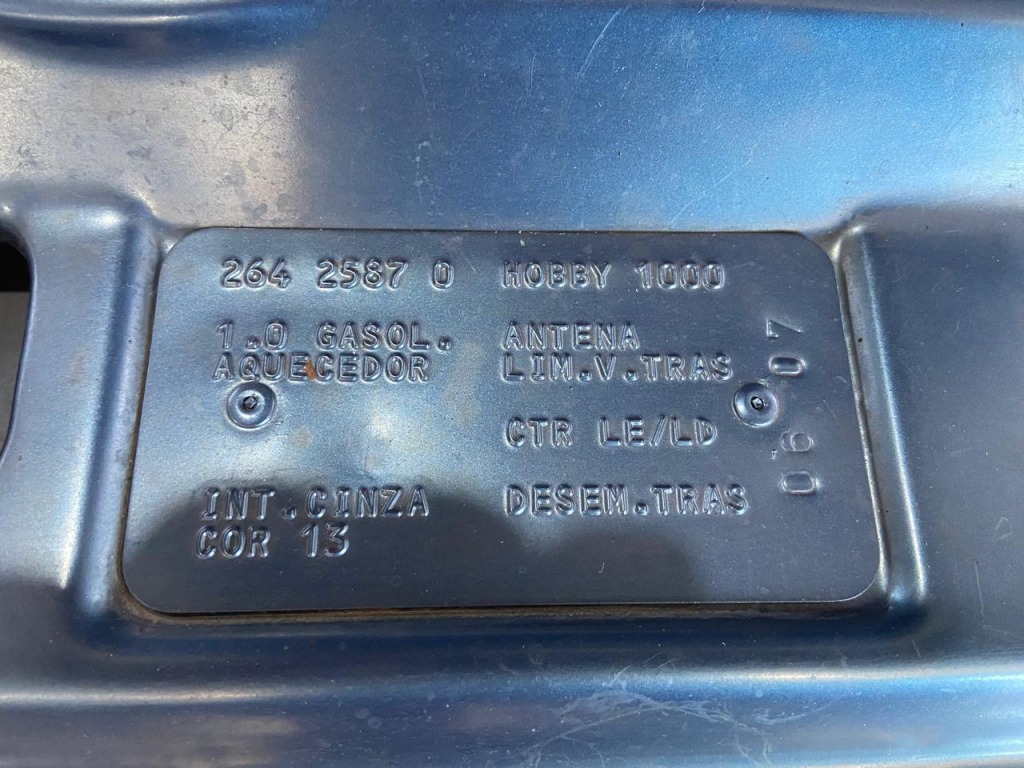 264 2587 0 HOBBY 1000
1.0 GASOL. ANTENA
AQUECEDOR LIM.V.TRAS
CTR LE/LD
INT.CINZA DESEM.TRAS
COR 13
06 07